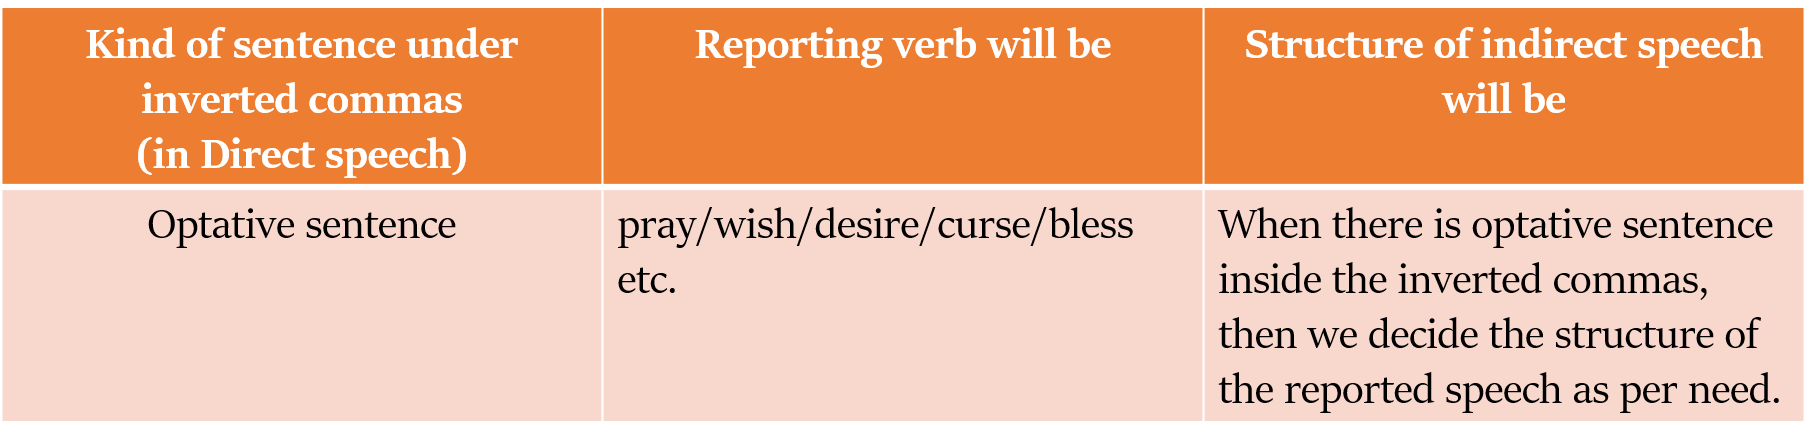 Kind of sentence under
inverted commas
(in Direct speech)
Reporting verb will be
Structure of indirect speech
will be
Optative sentence
pray/wish/desire/curse/bless
etc.
When there is optative sentence
inside the inverted commas,
then we decide the structure of
the reported speech as per need.